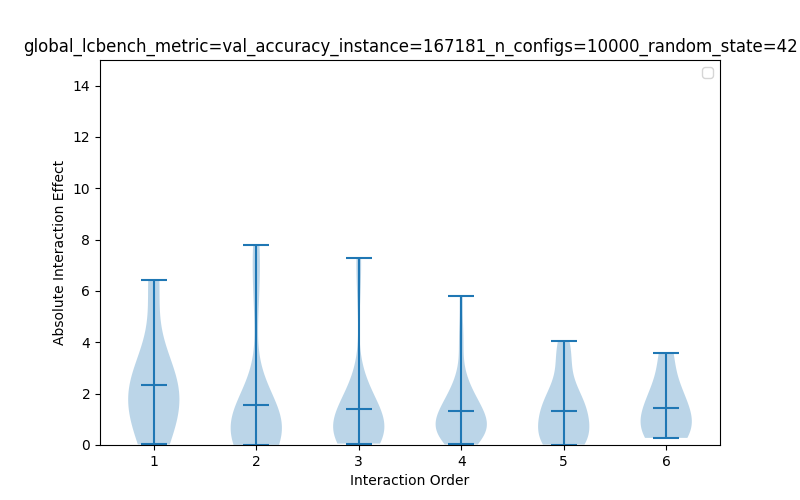 global_lcbench_metric=val_accuracy_instance=167181_n_configs=10000_random_state=42
14
12
10
8
6
4
2
0
Absolute Interaction Effect
1 2 3 4 5 6
Interaction Order